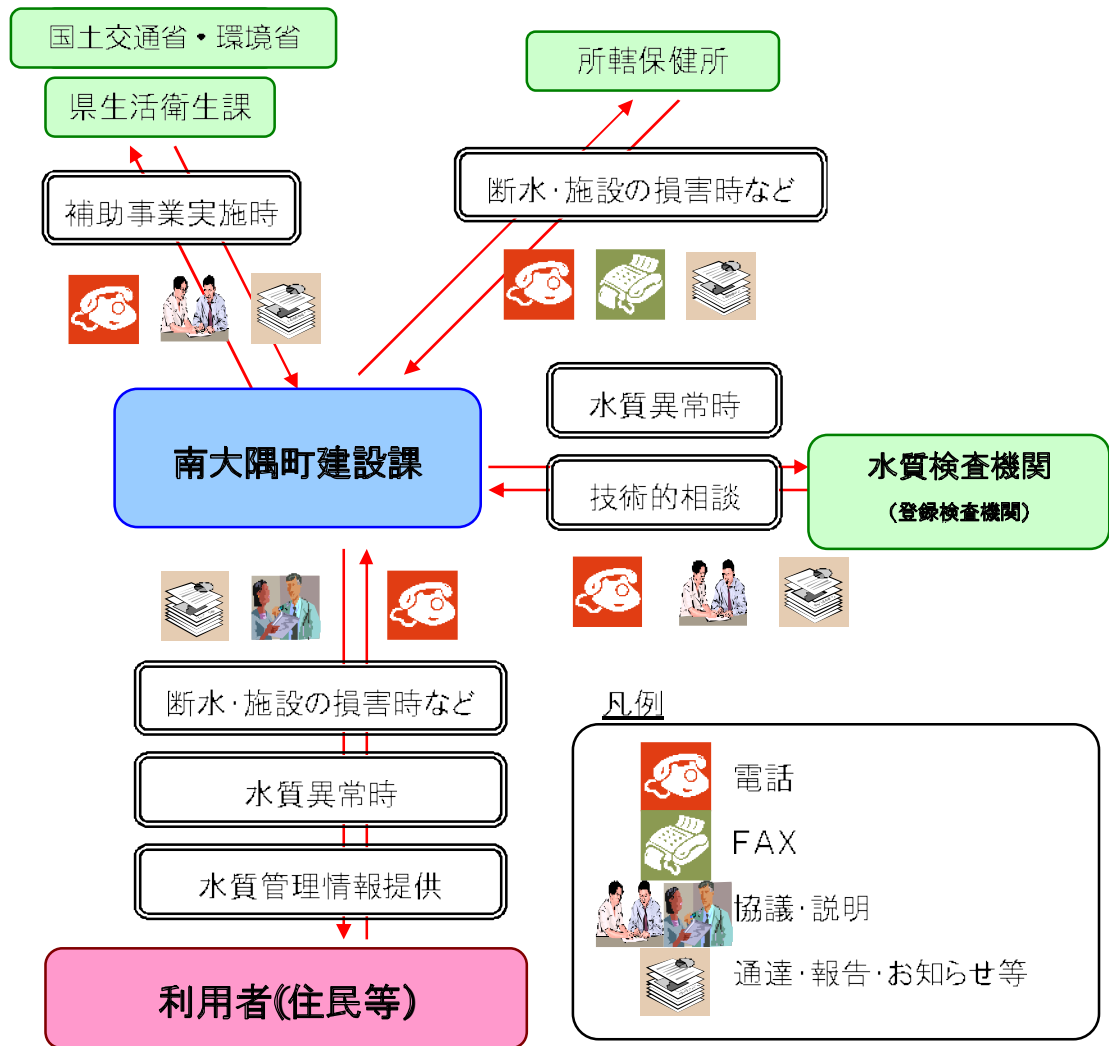 国土交通省・環境省
県生活衛生課
所轄保健所
補助事業実施時
断水・施設の損害時など
水質異常時
南大隅町建設課
技術的相談
水質検査機関
(登録検査機関)
断水・施設の損害時など
水質異常時
水質管理情報提供
利用者(住民等)
凡例
電話
FAX
協議・説明
通達・報告・お知らせ等